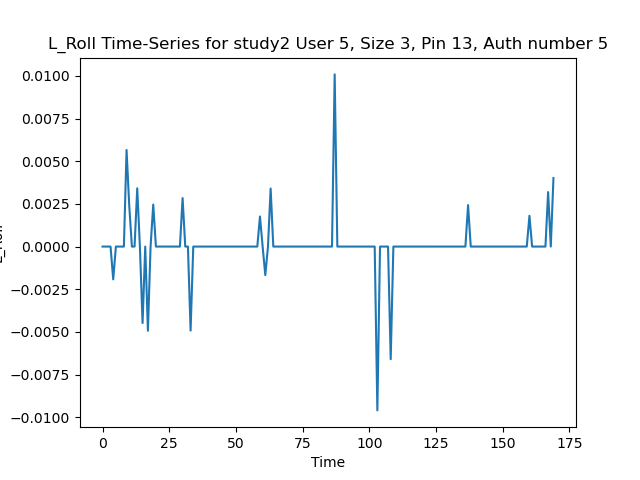 L_Roll Time-Series for study2 User 5, Size 3, Pin 13, Auth number 5
0.0100
0.0075
0.0050
0.0025
0.0000
−0.0025
−0.0050
−0.0075
−0.0100
L_Roll
0 25 50 75 100 125 150 175
Time